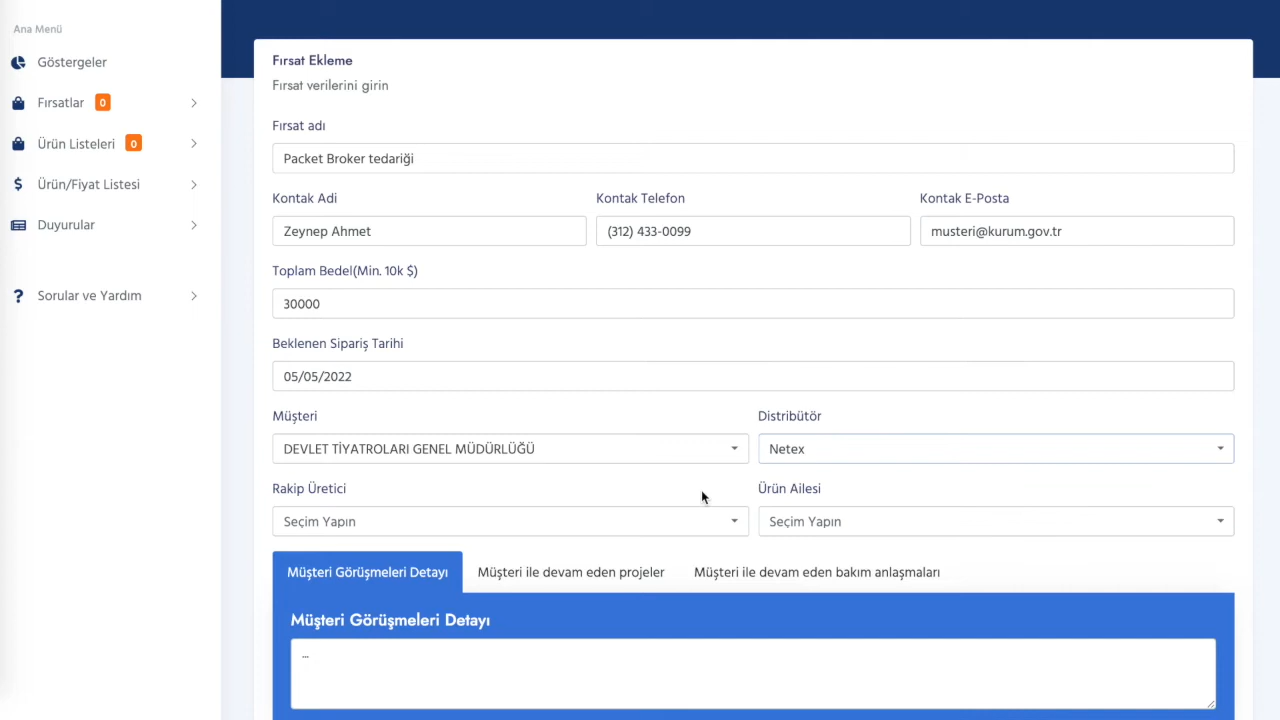 Ana Menü
Göstergeler
Fırsatlar 0
Ürün Listeleri 0
Ürün/Fiyat Listesi
Duyurular
Sorular ve Yardım
Fırsat Ekleme
Fırsat verilerini girin
Fırsat adı
Packet Broker tedariği
Kontak Adi Kontak Telefon Kontak E-Posta
Zeynep Ahmet (312) 433-0099 musteri@kurum.gov.tr
Toplam Bedel(Min. 10k $)
30000
Beklenen Sipariş Tarihi
05/05/2022
Müşteri Distribütör
DEVLET TİYATROLARI GENEL MÜDÜRLÜĞÜ Netex
Rakip Üretici Ürün Ailesi
Seçim Yapın Seçim Yapın
Müşteri Görüşmeleri Detayı Müşteri ile devam eden projeler Müşteri ile devam eden bakım anlaşmaları
Müşteri Görüşmeleri Detayı
...